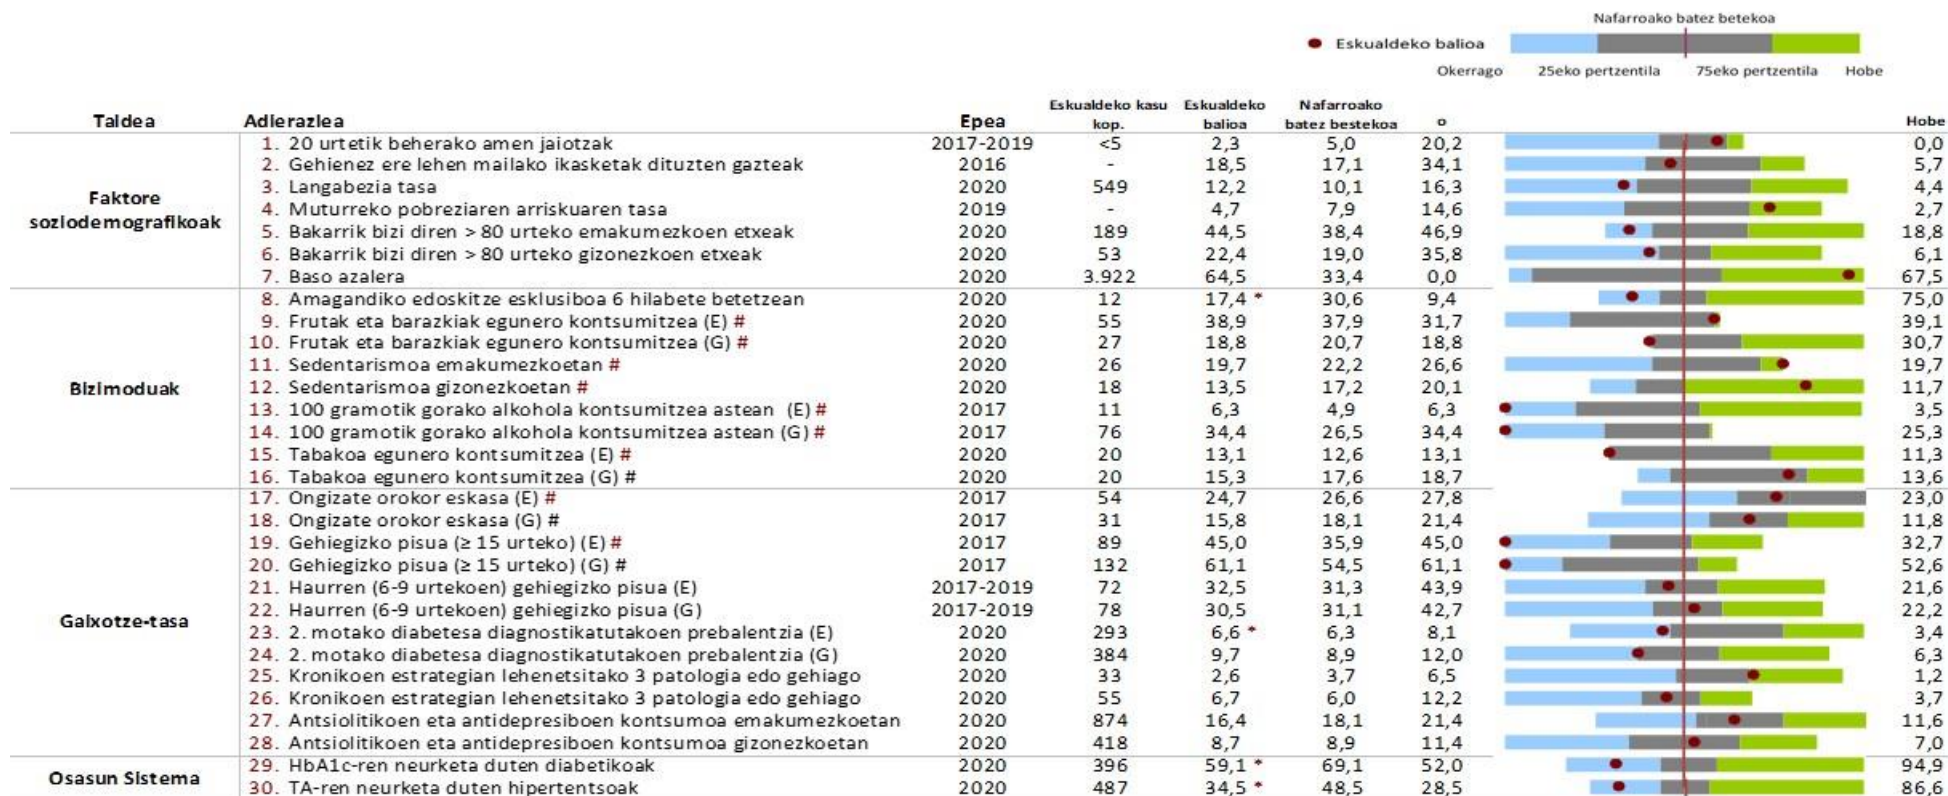 Nafarroako batez betekoa
Eskualdeko balioa
Okerrago 25eko pertzentila 75eko pertzentila Hobe
Taldea Adierazlea Epea Eskualdeko kasu kop. Eskualdeko balioa Nafarroako batez bestekoa o Hobe
Faktore soziodemografikoak
1. 20 urtetik beherako amen jaiotzak 2017-2019 <5 2,3 5,0 20,2 0,0
2. Gehienez ere lehen mailako ikasketak dituzten gazteak 2016 - 18,5 17,1 34,1 5,7
3. Langabezia tasa 2020 549 12,2 10,1 16,3 4,4
4. Muturreko pobreziaren arriskuaren tasa 2019 - 4,7 7,9 14,6 2,7
5. Bakarrik bizi diren > 80 urteko emakumezkoen etxeak 2020 189 44,5 38,4 46,9 18,8
6. Bakarrik bizi diren > 80 urteko gizonezkoen etxeak 2020 53 22,4 19,0 35,8 6,1
7. Baso azalera 2020 3.922 64,5 33,4 0,0 67,5
Bizimoduak
8. Amagandiko edoskitze esklusiboa 6 hilabete betetzean 2020 12 17,4 * 30,6 9,4 75,0
9. Frutak eta barazkiak egunero kontsumitzea (E) # 2020 55 38,9 37,9 31,7 39,1
10. Frutak eta barazkiak egunero kontsumitzea (G) # 2020 27 18,8 20,7 18,8 30,7
11. Sedentarismoa emakumezkoetan # 2020 26 19,7 22,2 26,6 19,7
12. Sedentarismoa gizonezkoetan # 2020 18 13,5 17,2 20,1 11,7
13. 100 gramotik gorako alkohola kontsumitzea astean (E) # 2017 11 6,3 4,9 6,3 3,5
14. 100 gramotik gorako alkohola kontsumitzea astean (G) # 2017 76 34,4 26,5 34,4 25,3
15. Tabakoa egunero kontsumitzea (E) # 2020 20 13,1 12,6 13,1 11,3
16. Tabakoa egunero kontsumitzea (G) # 2020 20 15,3 17,6 18,7 13,6
Gaixotze-tasa
17. Ongizate orokor eskasa (E) # 2017 54 24,7 26,6 27,8 23,0
18. Ongizate orokor eskasa (G) # 2017 31 15,8 18,1 21,4 11,8
19. Gehiegizko pisua (≥ 15 urteko) (E) # 2017 89 45,0 35,9 45,0 32,7
20. Gehiegizko pisua (≥ 15 urteko) (G) # 2017 132 61,1 54,5 61,1 52,6
21. Haurren (6-9 urtekoen) gehiegizko pisua (E) 2017-2019 72 32,5 31,3 43,9 21,6
22. Haurren (6-9 urtekoen) gehiegizko pisua (G) 2017-2019 78 30,5 31,1 42,7 22,2
23. 2. motako diabetesa diagnostikatutakoen prebalentzia (E) 2020 293 6,6 * 6,3 8,1 3,4
24. 2. motako diabetesa diagnostikatutakoen prebalentzia (G) 2020 384 9,7 8,9 12,0 6,3
25. Kronikoen estrategian lehenetsitako 3 patologia edo gehiago 2020 33 2,6 3,7 6,5 1,2
26. Kronikoen estrategian lehenetsitako 3 patologia edo gehiago 2020 55 6,7 6,0 12,2 3,7
27. Antsiolitikoen eta antidepresiboen kontsumoa emakumezkoetan 2020 874 16,4 18,1 21,4 11,6
28. Antsiolitikoen eta antidepresiboen kontsumoa gizonezkoetan 2020 418 8,7 8,9 11,4 7,0
Osasun Sistema
29. HbA1c-ren neurketa duten diabetikoak 2020 396 59,1 * 69,1 52,0 94,9
30. TA-ren neurketa duten hipertentsoak 2020 487 34,5 * 48,5 28,5 86,6